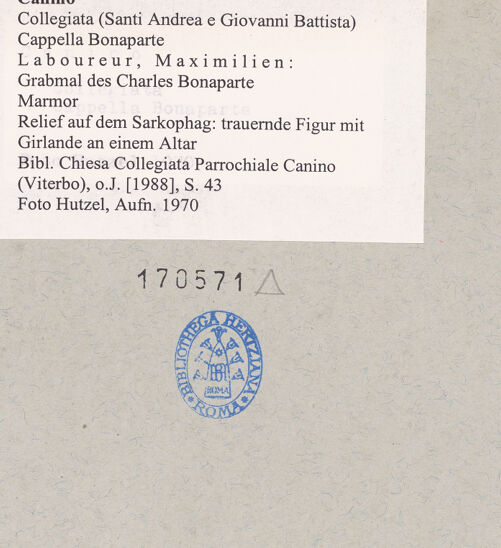 Canino
Collegiata (Santi Andrea e Giovanni Battista)
Cappella Bonaparte
Laboureur, Maximilien:
Grabmal des Charles Bonaparte
Marmor
Relief auf dem Sarkophag: trauernde Figur mit
Girlande an einem Altar
Bibl. Chiesa Collegiata Parrochiale Canino
(Viterbo), o.J. [1988], S. 43
Foto Hutzel, Aufn. 1970
170571
BIBLIOTHECA HERTZIANA
ROMA
ROMA